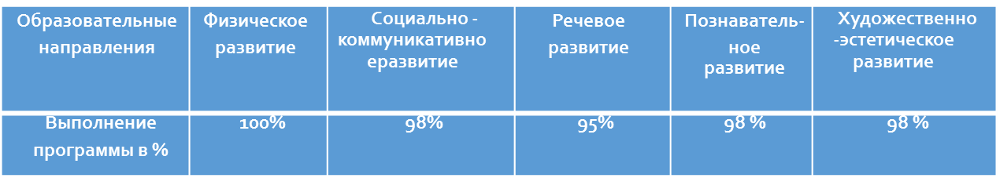 Образовательные
направления
Физическое
развитие
Социально -
коммуникативно
еразвитие
Речевое
развитие
Познаватель-
ное
развитие
Художественно
-эстетическое
развитие
Выполнение
программы в %
100%
98%
95%
98 %
98 %